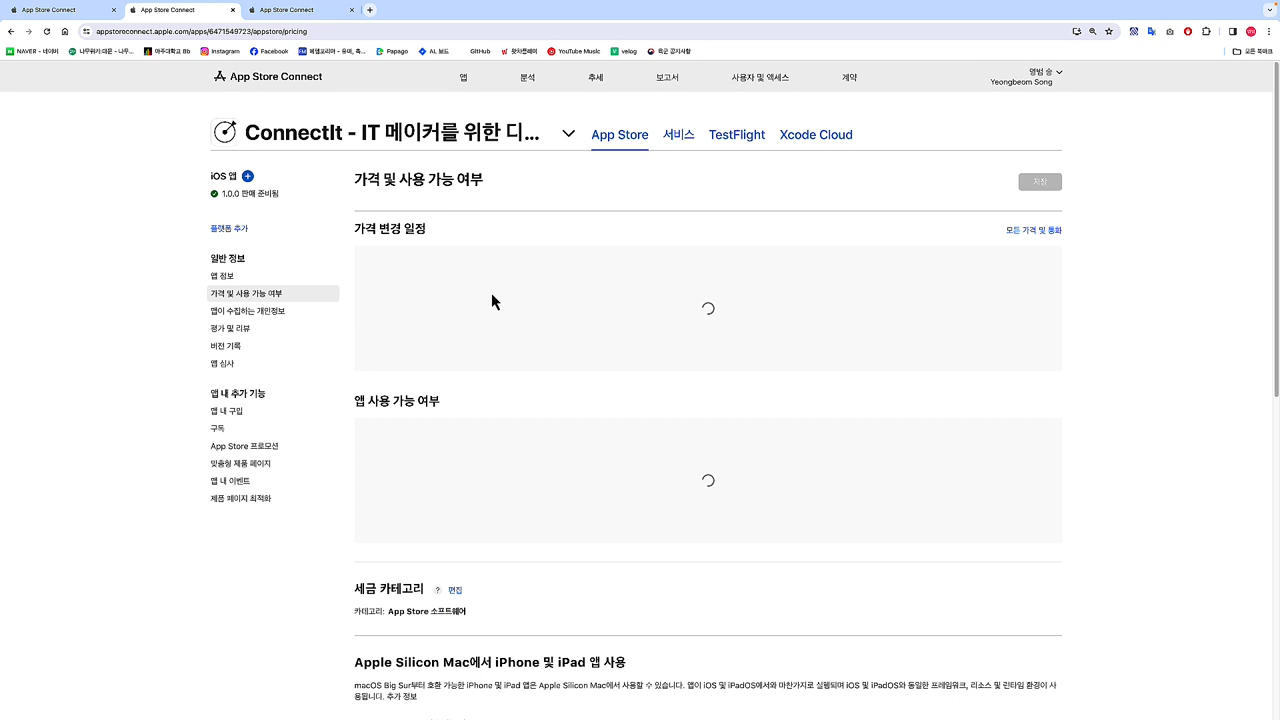 App Store Connect
App Store Connect
App Store Connect
appstoreconnect.apple.com/apps/6471549723/appstore/pricing
NAVER - 네이버
나무위키:대문 - 나무...
아주대학교 Bb
Instagram
Facebook
Papago
AL 보드
GitHub
왓챠플레이
YouTube Music
velog
육군 공지사항
모든 북마크
App Store Connect
앱
분석
추세
보고서
사용자 및 액세스
계약
영범 송
Yeongbeom Song
ConnectIt - IT 메이커를 위한 디...
App Store
서비스
TestFlight
Xcode Cloud
iOS 앱
1.0.0 판매 준비됨
플랫폼 추가
일반 정보
앱 정보
가격 및 사용 가능 여부
앱이 수집하는 개인정보
평가 및 리뷰
버전 기록
앱 심사
앱 내 추가 기능
앱 내 구입
구독
App Store 프로모션
맞춤형 제품 페이지
앱 내 이벤트
제품 페이지 최적화
가격 및 사용 가능 여부
저장
가격 변경 일정
모든 가격 및 통화
앱 사용 가능 여부
세금 카테고리 ? 편집
카테고리: App Store 소프트웨어
Apple Silicon Mac에서 iPhone 및 iPad 앱 사용
macOS Big Sur부터 호환 가능한 iPhone 및 iPad 앱은 Apple Silicon Mac에서 사용할 수 있습니다. 앱이 iOS 및 iPadOS에서와 마찬가지로 실행되며 iOS 및 iPadOS와 동일한 프레임워크, 리소스 및 런타임 환경이 사
용됩니다. 추가 정보